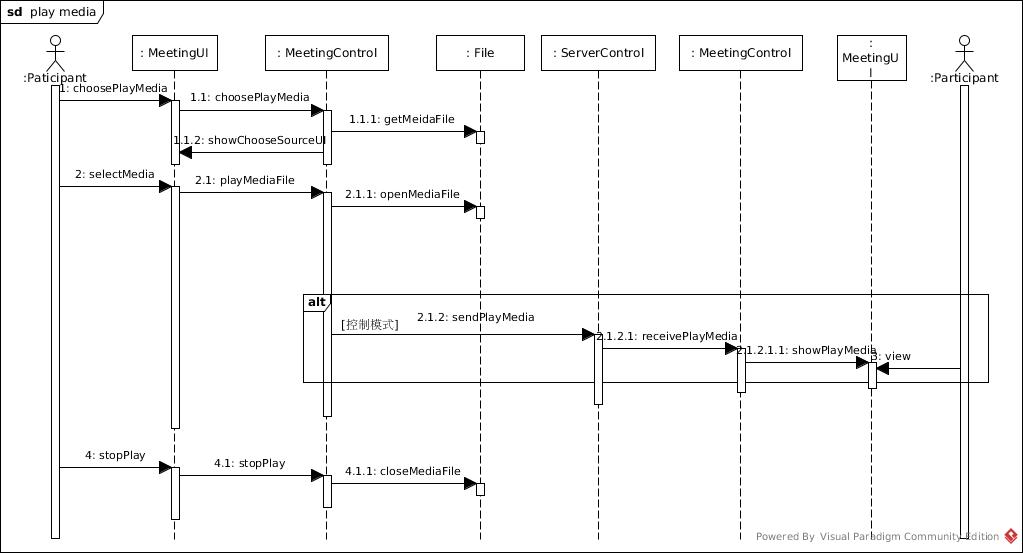 sd play media
: MeetingUI
: MeetingControl
: File
: ServerControl
: MeetingControl
:
MeetingU
I
:Paticipant
:Participant
1: choosePlayMedia
1.1: choosePlayMedia
1.1.1: getMeidaFile
1.1.2: showChooseSourceUI
2: selectMedia
2.1: playMediaFile
2.1.1: openMediaFile
alt
[控制模式]
2.1.2: sendPlayMedia
2.1.2.1: receivePlayMedia
2.1.2.1.1: showPlayMedia
3: view
4: stopPlay
4.1: stopPlay
4.1.1: closeMediaFile
Powered By Visual Paradigm Community Edition